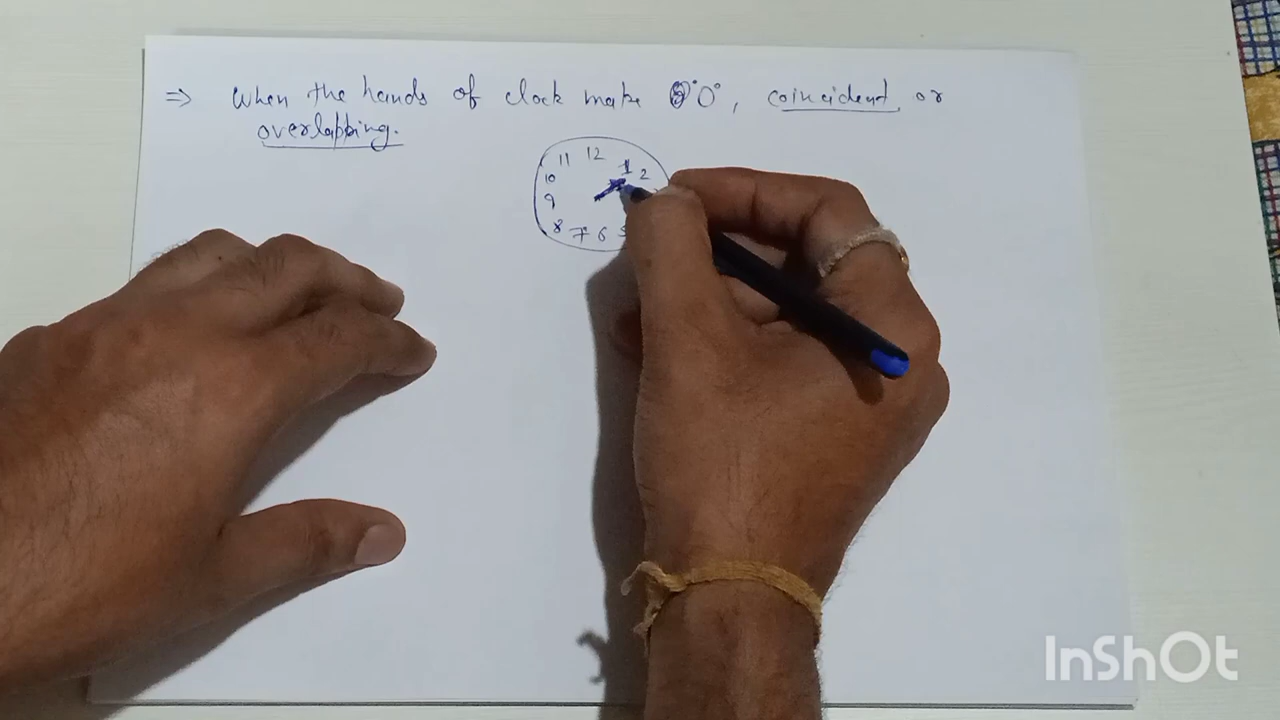 ⇒ When the hands of clock make 0°, coincident or
overlapping.
11 12 1
10 2
9
8 7 6 5
InShOt